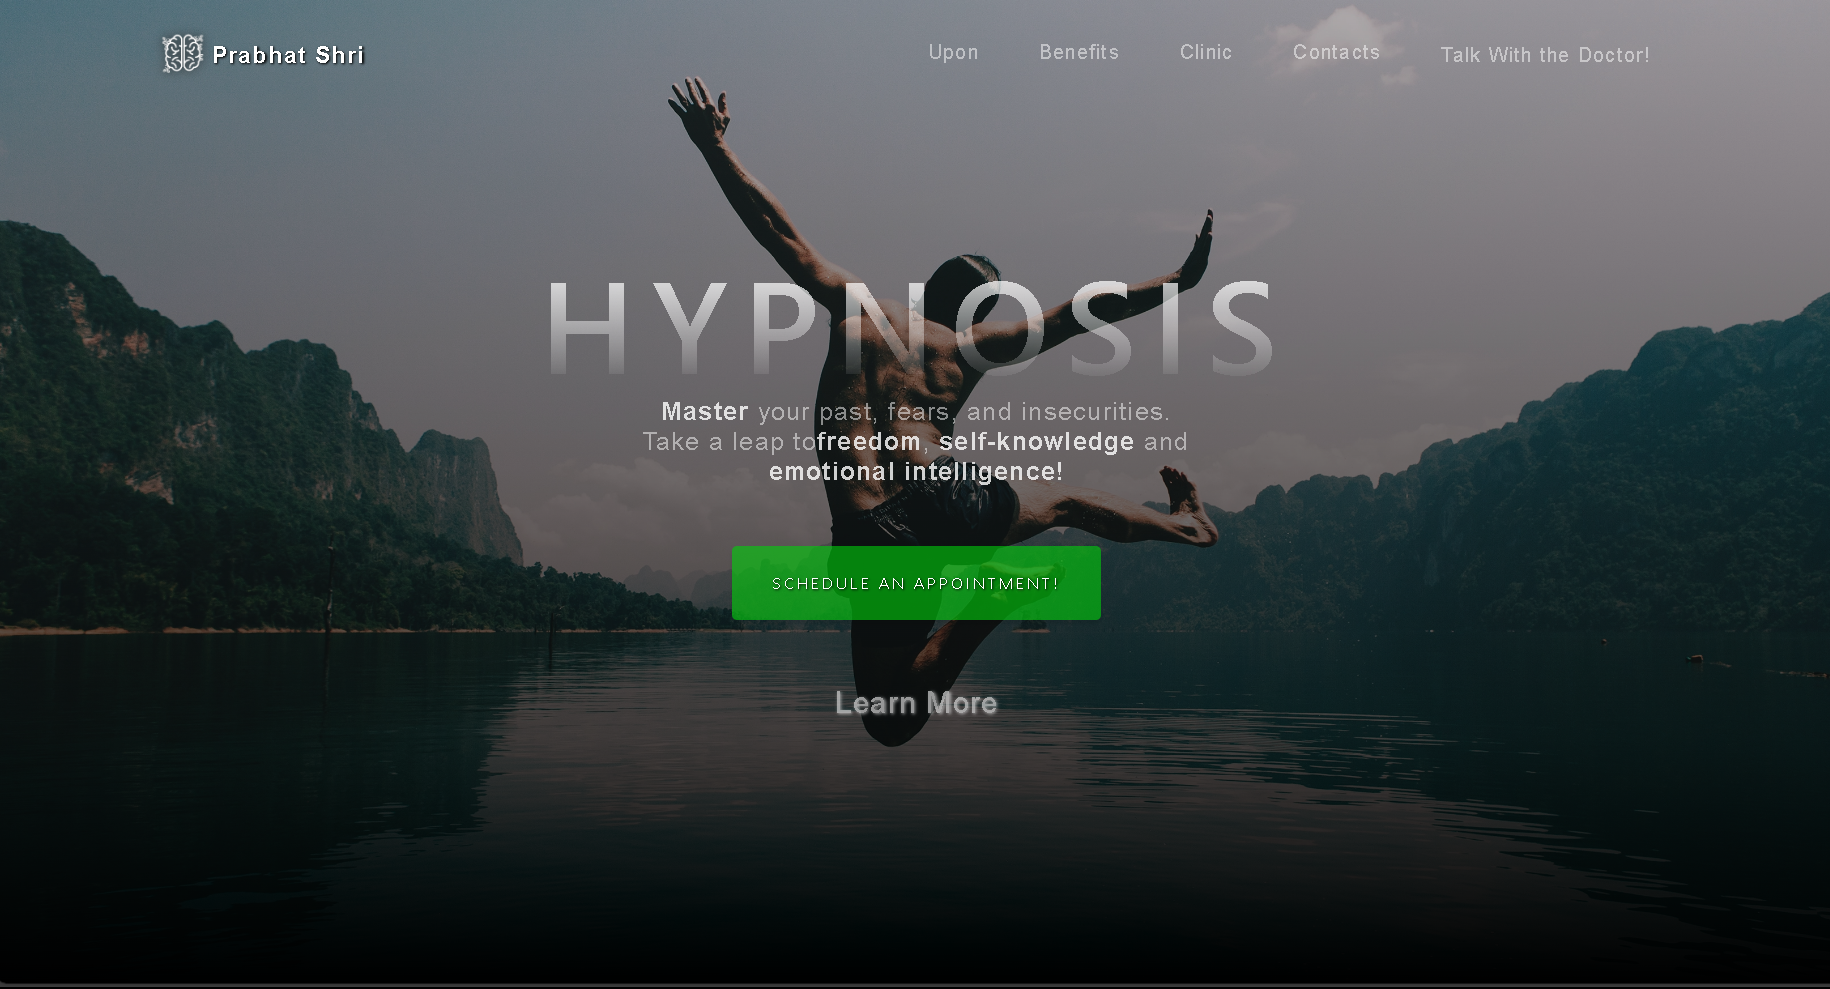 Prabhat Shri
Upon
Benefits
Clinic
Contacts
Talk With the Doctor!
HYPNOSIS
Master your past, fears, and insecurities.
Take a leap tofreedom, self-knowledge and
emotional intelligence!
SCHEDULE AN APPOINTMENT!
Learn More